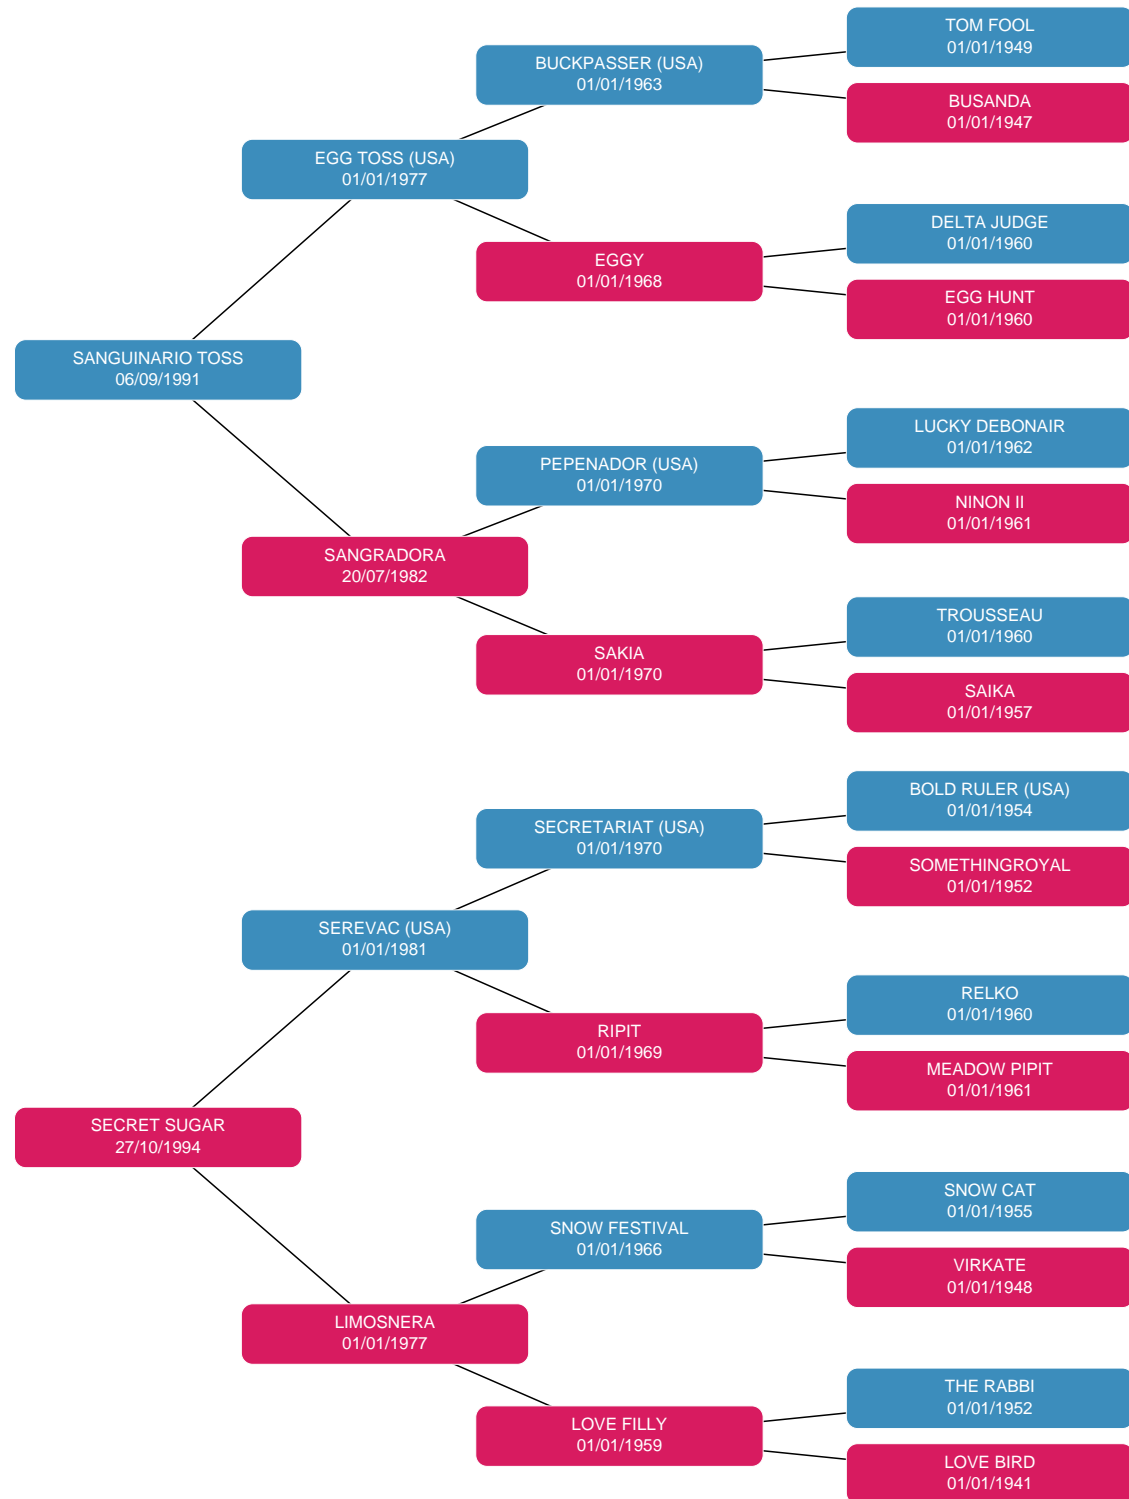 TOM FOOL
01/01/1949
BUCKPASSER (USA)
01/01/1963
BUSANDA
01/01/1947
EGG TOSS (USA)
01/01/1977
DELTA JUDGE
01/01/1960
EGGY
01/01/1968
EGG HUNT
01/01/1960
SANGUINARIO TOSS
06/09/1991
LUCKY DEBONAIR
01/01/1962
PEPENADOR (USA)
01/01/1970
NINON II
01/01/1961
SANGRADORA
20/07/1982
TROUSSEAU
01/01/1960
SAKIA
01/01/1970
SAIKA
01/01/1957
BOLD RULER (USA)
01/01/1954
SECRETARIAT (USA)
01/01/1970
SOMETHINGROYAL
01/01/1952
SEREVAC (USA)
01/01/1981
RELKO
01/01/1960
RIPIT
01/01/1969
MEADOW PIPIT
01/01/1961
SECRET SUGAR
27/10/1994
SNOW CAT
01/01/1955
SNOW FESTIVAL
01/01/1966
VIRKATE
01/01/1948
LIMOSNERA
01/01/1977
THE RABBI
01/01/1952
LOVE FILLY
01/01/1959
LOVE BIRD
01/01/1941